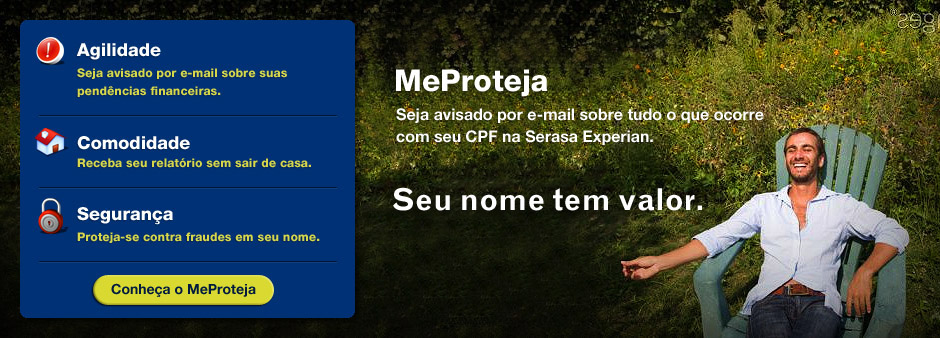 Agilidade
Seja avisado por e-mail sobre suas
pendências financeiras.
Comodidade
Receba seu relatório sem sair de casa.
Segurança
Proteja-se contra fraudes em seu nome.
Conheça o MeProteja
MeProteja
Seja avisado por e-mail sobre tudo o que ocorre
com seu CPF na Serasa Experian.
Seu nome tem valor.